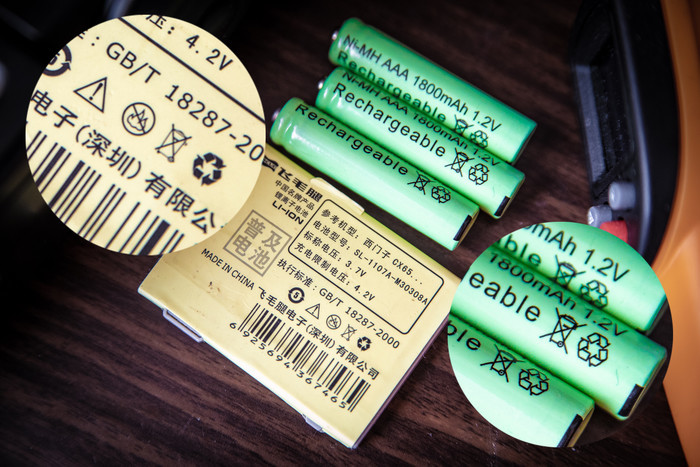 压: 4.2V
: GB/T 18287-20
电子(深圳)有限公
Ni-MH AAA 1800mAh 1.2V
Rechargeable
Ni-MH AAA 1800mAh 1.2V
Rechargeable
Rechargeable
飞毛腿
中国名牌产品
锂离子电池
LI-ION
普及
电池
参考机型: 西门子 CX65...
电池型号: SL-1107A-M30308A
标称电压: 3.7V
充电限制电压: 4.2V
执行标准: GB/T 18287-2000
MADE IN CHINA
飞毛腿电子(深圳)有限公司
6925694367465
mAh 1.2V
1800mAh 1.2V
eable
ble